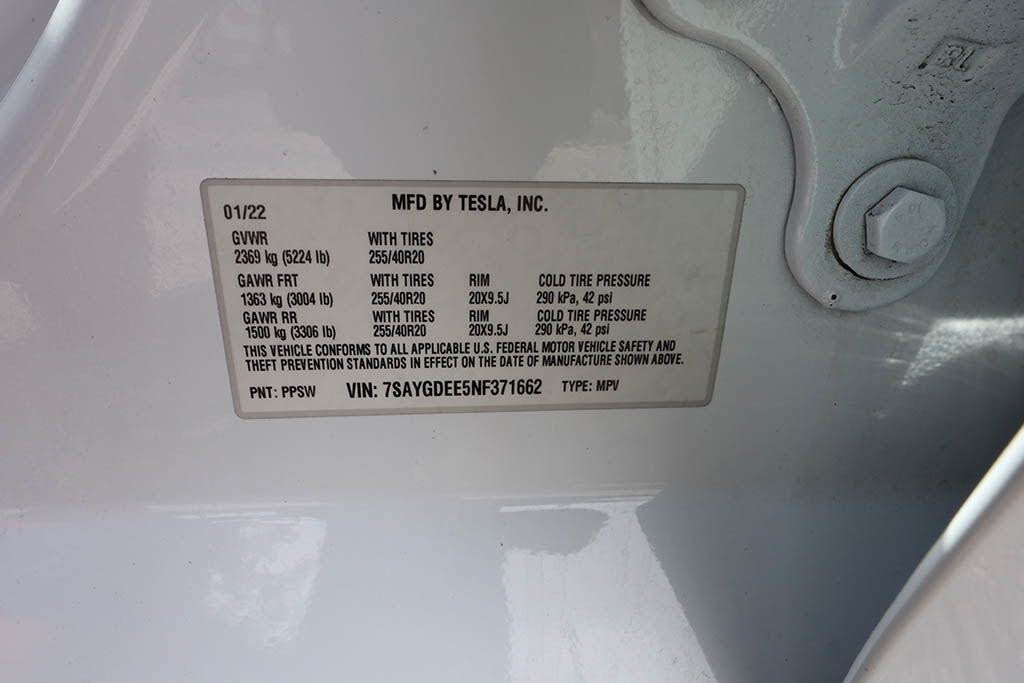 MFD BY TESLA, INC.
01/22
GVWR WITH TIRES
2369 kg (5224 lb) 255/40R20
GAWR FRT WITH TIRES RIM COLD TIRE PRESSURE
1363 kg (3004 lb) 255/40R20 20X9.5J 290 kPa, 42 psi
GAWR RR WITH TIRES RIM COLD TIRE PRESSURE
1500 kg (3306 lb) 255/40R20 20X9.5J 290 kPa, 42 psi
THIS VEHICLE CONFORMS TO ALL APPLICABLE U.S. FEDERAL MOTOR VEHICLE SAFETY AND
THEFT PREVENTION STANDARDS IN EFFECT ON THE DATE OF MANUFACTURE SHOWN ABOVE.
PNT: PPSW VIN: 7SAYGDEE5NF371662 TYPE: MPV